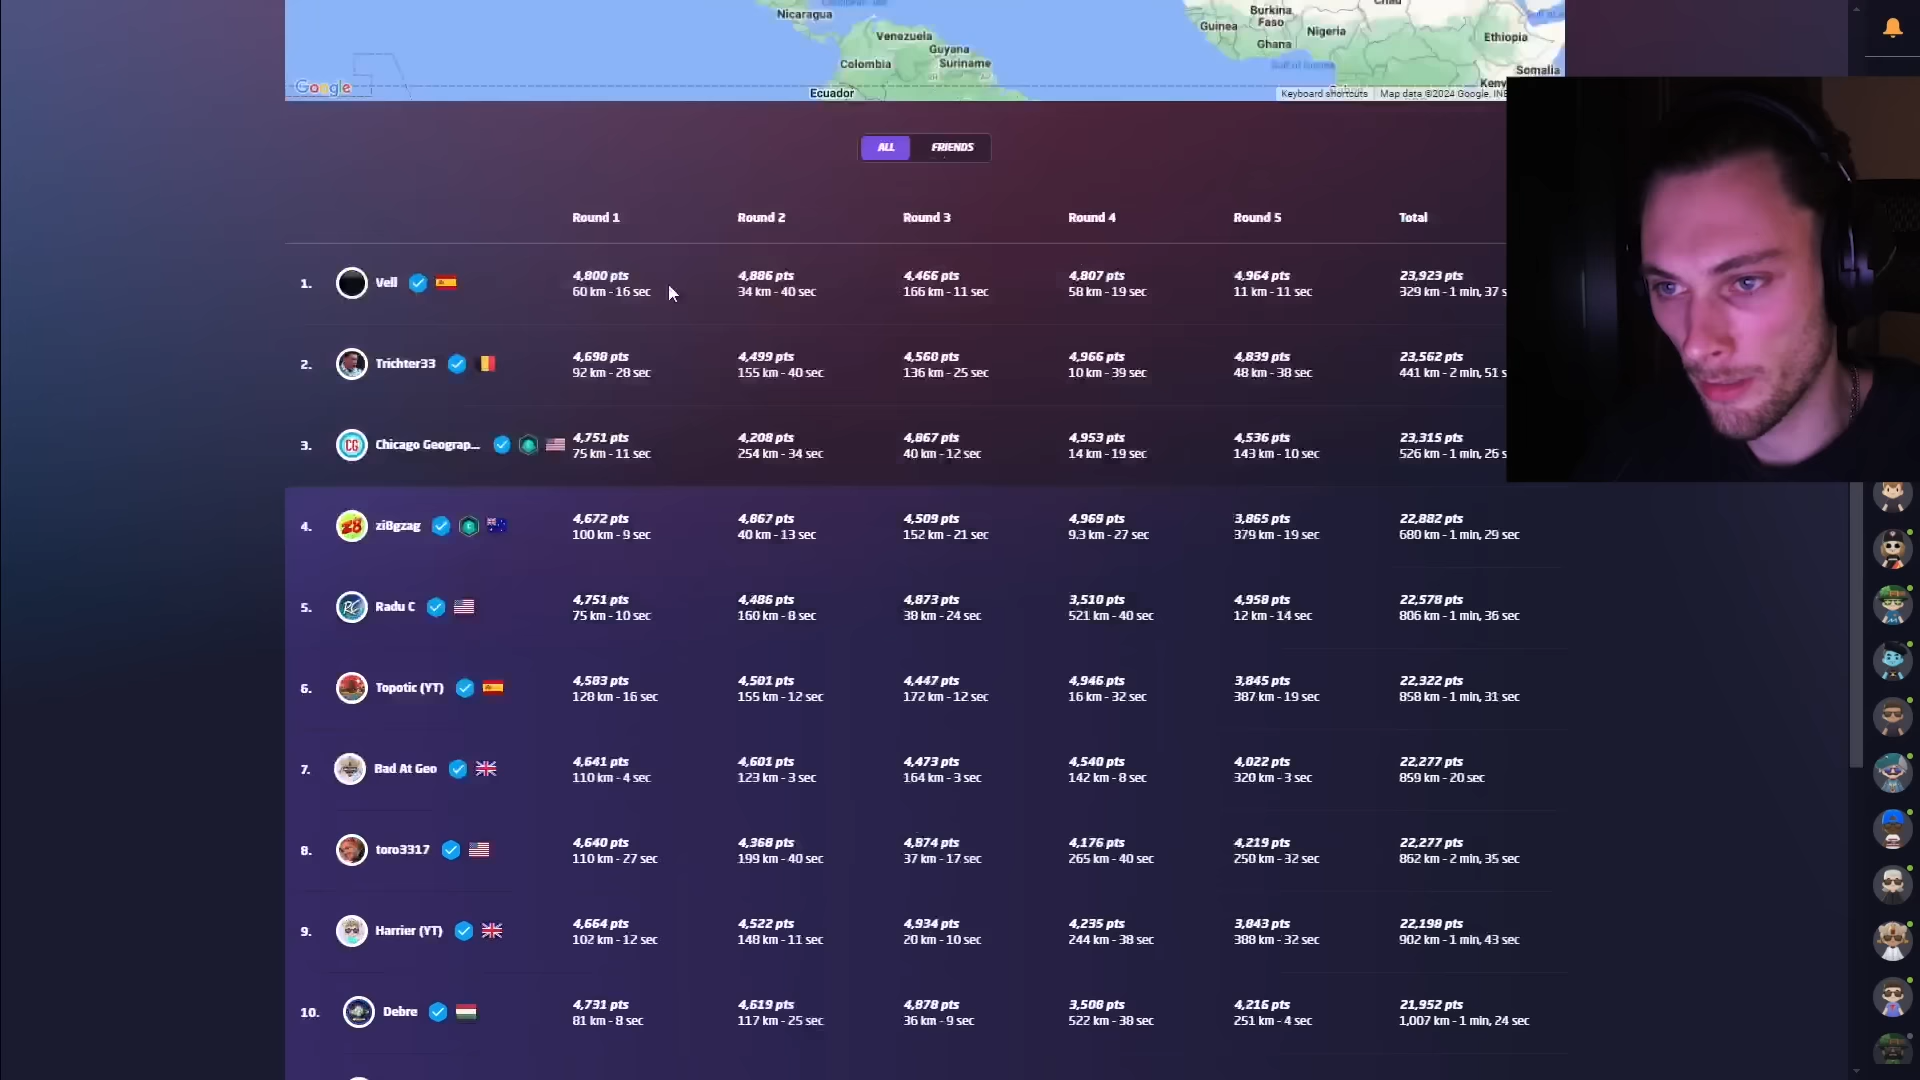 Nicaragua
Venezuela
Guyana
Suriname
Colombia
Ecuador
Burkina
Faso
Guinea
Ghana
Nigeria
Chad
Ethiopia
Somalia
Gulf of Guinea
Google
Keyboard shortcuts
Map data ©2024 Google, INE
ALL
FRIENDS
Round 1 Round 2 Round 3 Round 4 Round 5 Total
1. Vell 4,800 pts 4,886 pts 4,466 pts 4,807 pts 4,964 pts 23,923 pts
60 km - 16 sec 34 km - 40 sec 166 km - 11 sec 58 km - 19 sec 11 km - 11 sec 329 km - 1 min, 37 s
2. Trichter33 4,698 pts 4,499 pts 4,560 pts 4,966 pts 4,839 pts 23,562 pts
92 km - 28 sec 155 km - 40 sec 136 km - 25 sec 10 km - 39 sec 48 km - 38 sec 441 km - 2 min, 51 s
3. CG Chicago Geograp... 4,751 pts 4,208 pts 4,867 pts 4,953 pts 4,536 pts 23,315 pts
75 km - 11 sec 254 km - 34 sec 40 km - 12 sec 14 km - 19 sec 143 km - 10 sec 526 km - 1 min, 26 s
4. Z8 zi8gzag 4,672 pts 4,867 pts 4,509 pts 4,969 pts 3,865 pts 22,882 pts
100 km - 9 sec 40 km - 13 sec 152 km - 21 sec 9.3 km - 27 sec 379 km - 19 sec 680 km - 1 min, 29 sec
5. RC Radu C 4,751 pts 4,486 pts 4,873 pts 3,510 pts 4,958 pts 22,578 pts
75 km - 10 sec 160 km - 8 sec 38 km - 24 sec 521 km - 40 sec 12 km - 14 sec 806 km - 1 min, 36 sec
6. Topotic (YT) 4,583 pts 4,501 pts 4,447 pts 4,946 pts 3,845 pts 22,322 pts
128 km - 16 sec 155 km - 12 sec 172 km - 12 sec 16 km - 32 sec 387 km - 19 sec 858 km - 1 min, 31 sec
7. Bad At Geo 4,641 pts 4,601 pts 4,473 pts 4,540 pts 4,022 pts 22,277 pts
110 km - 4 sec 123 km - 3 sec 164 km - 3 sec 142 km - 8 sec 320 km - 3 sec 859 km - 20 sec
8. toro3317 4,640 pts 4,368 pts 4,874 pts 4,176 pts 4,219 pts 22,277 pts
110 km - 27 sec 199 km - 40 sec 37 km - 17 sec 265 km - 40 sec 250 km - 32 sec 862 km - 2 min, 35 sec
9. Harrier (YT) 4,664 pts 4,522 pts 4,934 pts 4,235 pts 3,843 pts 22,198 pts
102 km - 12 sec 148 km - 11 sec 20 km - 10 sec 244 km - 38 sec 388 km - 32 sec 902 km - 1 min, 43 sec
10. Debre 4,731 pts 4,619 pts 4,878 pts 3,508 pts 4,216 pts 21,952 pts
81 km - 8 sec 117 km - 25 sec 36 km - 9 sec 522 km - 38 sec 251 km - 4 sec 1,007 km - 1 min, 24 sec